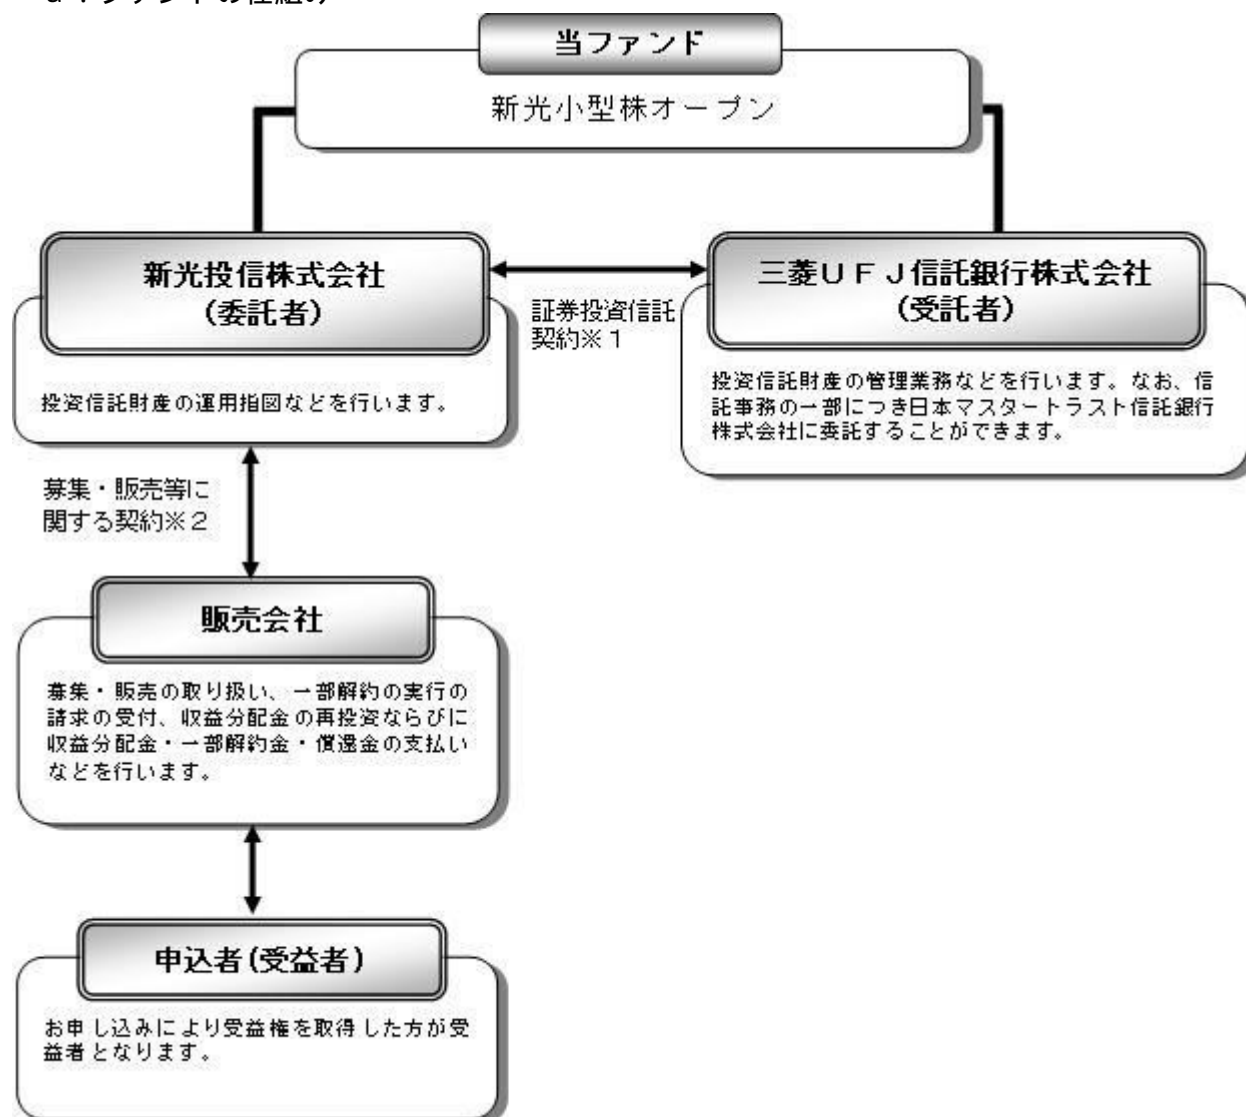 ファンドの仕組み
当ファンド
新光小型株オープン
新光投信株式会社
(委託者)
投資信託財産の運用指図などを行います。
証券投資信託
契約※1
三菱UFJ信託銀行株式会社
(受託者)
投資信託財産の管理業務などを行います。なお、信
託事務の一部につき日本マスタートラスト信託銀行
株式会社に委託することができます。
募集・販売等に
関する契約※2
販売会社
募集・販売の取り扱い、一部解約の実行の
請求の受付、収益分配金の再投資ならびに
収益分配金・一部解約金・償還金の支払い
などを行います。
申込者(受益者)
お申し込みにより受益権を取得した方が受
益者となります。